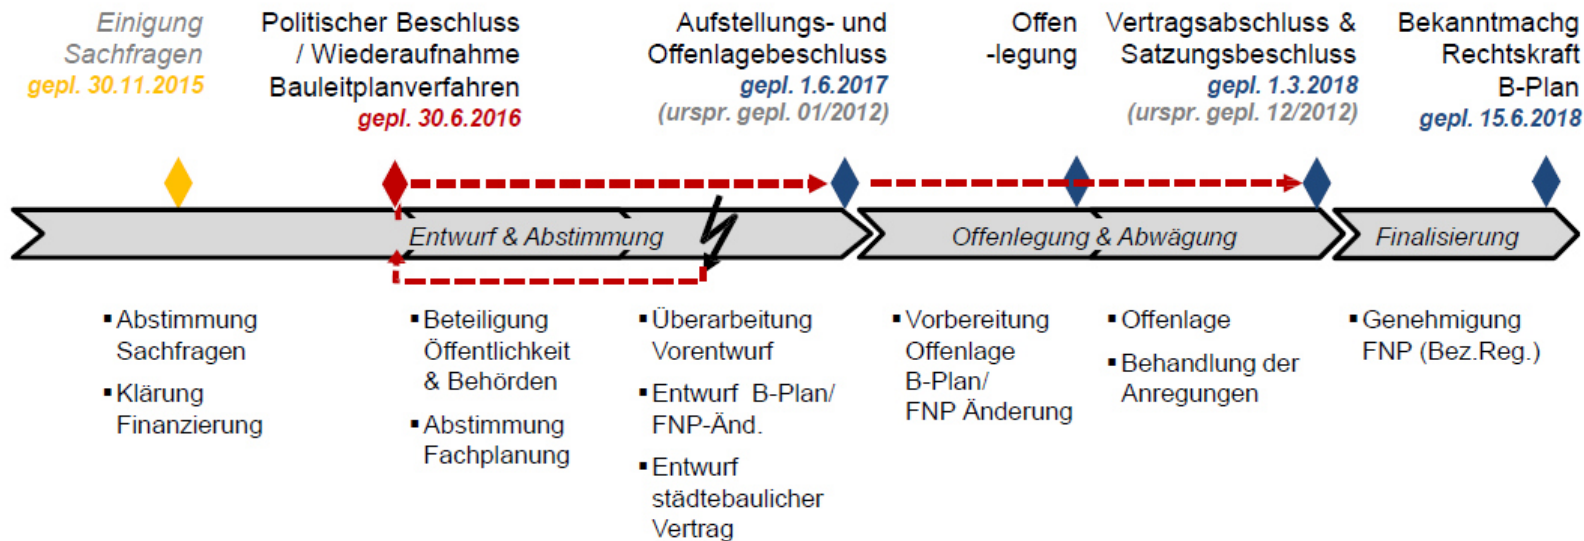 Einigung
Sachfragen
gepl. 30.11.2015
Politischer Beschluss
/ Wiederaufnahme
Bauleitplanverfahren
gepl. 30.6.2016
Aufstellungs- und
Offenlagebeschluss
gepl. 1.6.2017
(urspr. gepl. 01/2012)
Offen
-legung
Vertragsabschluss &
Satzungsbeschluss
gepl. 1.3.2018
(urspr. gepl. 12/2012)
Bekanntmachg
Rechtskraft
B-Plan
gepl. 15.6.2018
Entwurf & Abstimmung
Offenlegung & Abwägung
Finalisierung
▪ Abstimmung
Sachfragen
▪ Klärung
Finanzierung
▪ Beteiligung
Öffentlichkeit
& Behörden
▪ Abstimmung
Fachplanung
▪ Überarbeitung
Vorentwurf
▪ Entwurf B-Plan/
FNP-Änd.
▪ Entwurf
städtebaulicher
Vertrag
▪ Vorbereitung
Offenlage
B-Plan/
FNP Änderung
▪ Offenlage
▪ Behandlung der
Anregungen
▪ Genehmigung
FNP (Bez.Reg.)